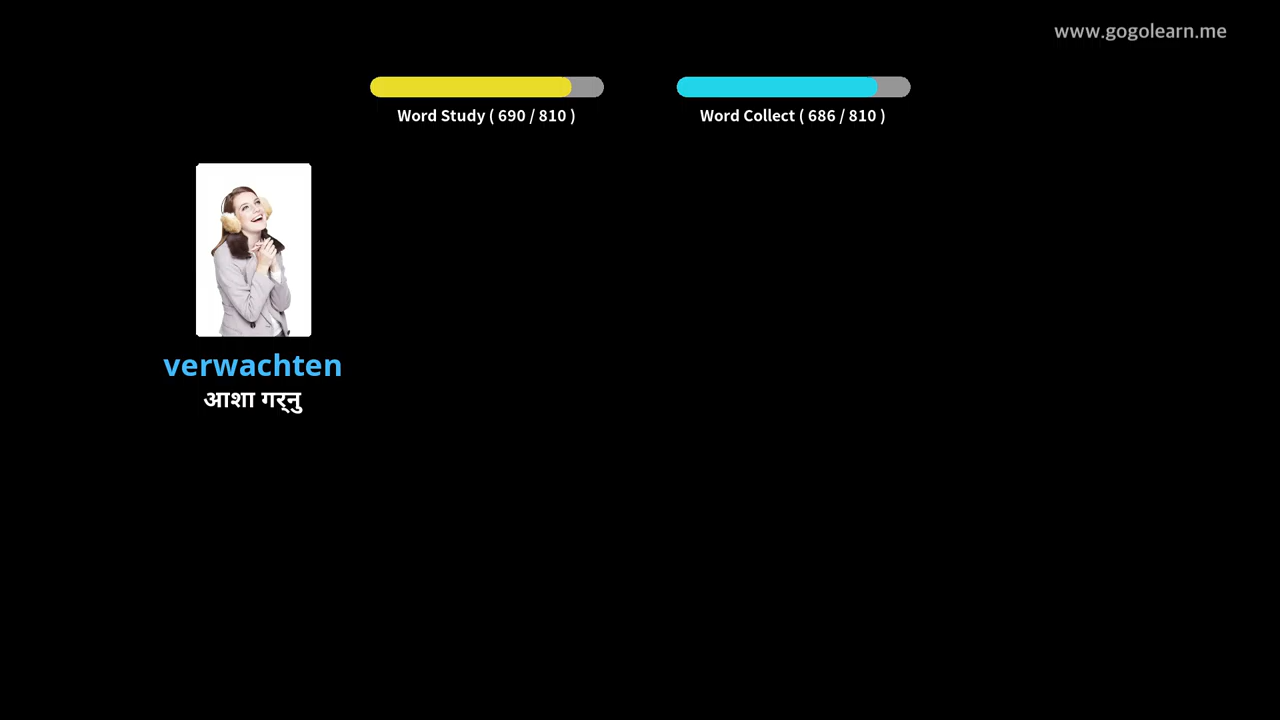 www.gogolearn.me
Word Study ( 690 / 810 )
Word Collect ( 686 / 810 )
verwachten
आशा गर्नु